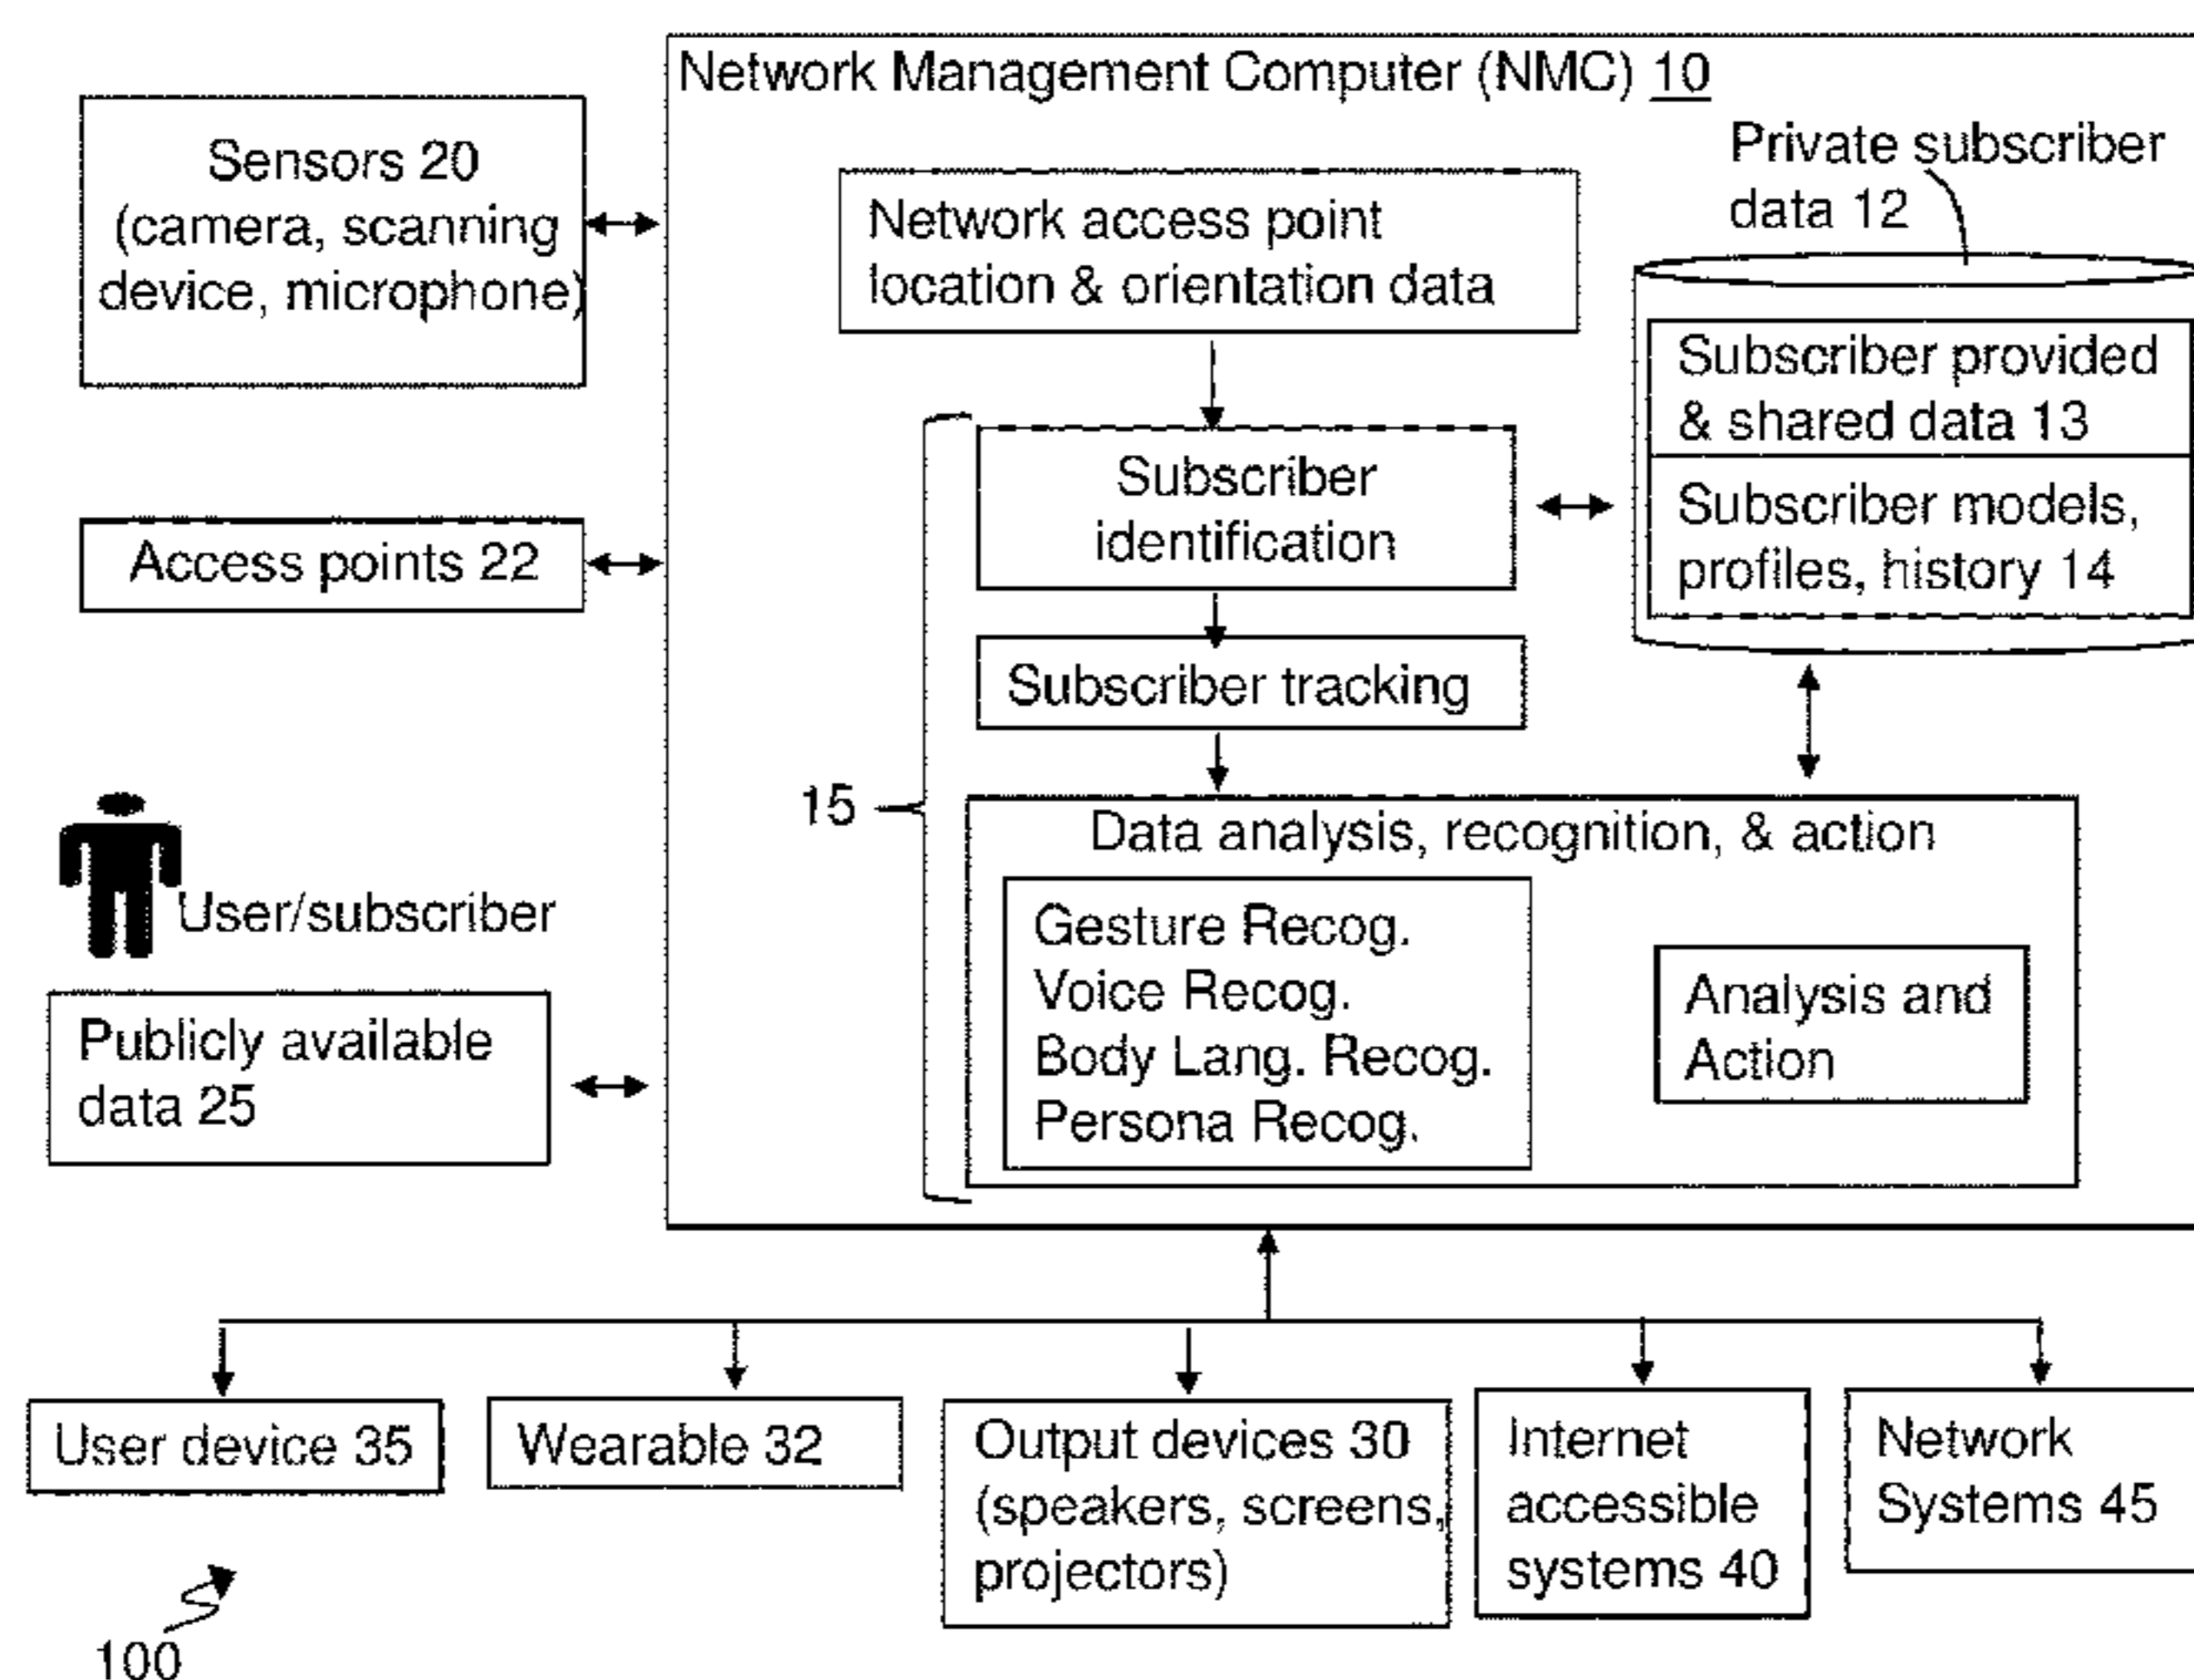 Network Management Computer (NMC) 10
Sensors 20
(camera, scanning
device, microphone)
Network access point
location & orientation data
Private subscriber
data 12
Subscriber provided
& shared data 13
Subscriber models,
profiles, history 14
Access points 22
Subscriber
identification
Subscriber tracking
15
Data analysis, recognition, & action
Gesture Recog.
Voice Recog.
Body Lang. Recog.
Persona Recog.
Analysis and
Action
User/subscriber
Publicly available
data 25
User device 35
Wearable 32
Output devices 30
(speakers, screens,
projectors)
Internet
accessible
systems 40
Network
Systems 45
100